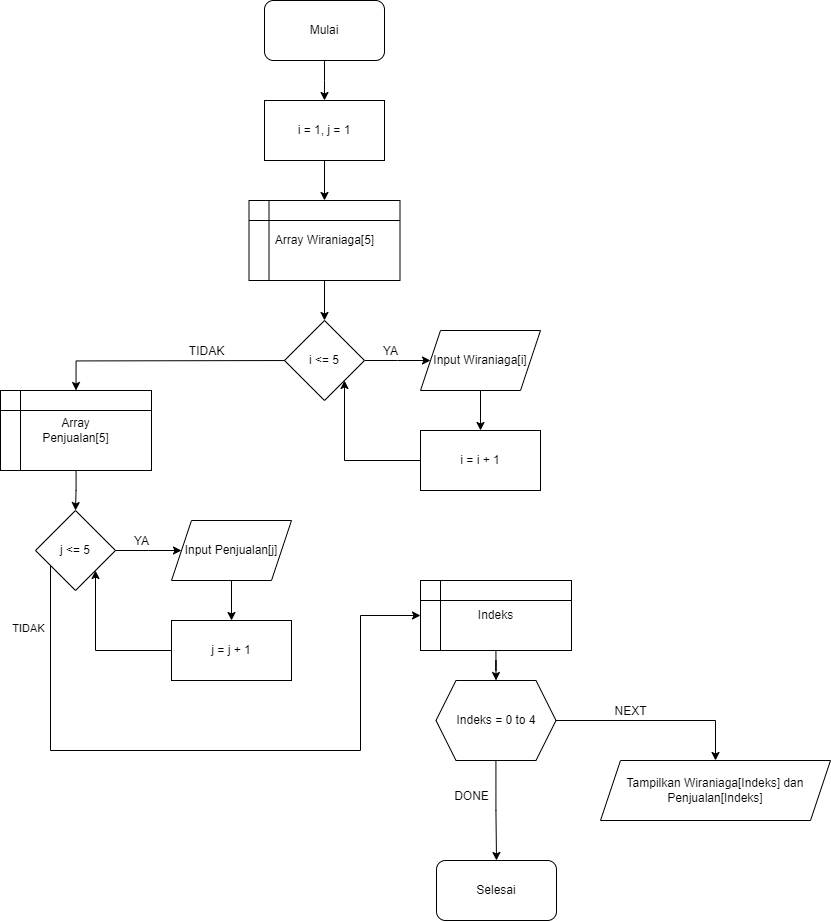 Mulai
i = 1, j = 1
Array Wiraniaga[5]
i <= 5
YA
Input Wiraniaga[i]
i = i + 1
TIDAK
Array
Penjualan[5]
j <= 5
YA
Input Penjualan[j]
j = j + 1
TIDAK
Indeks
Indeks = 0 to 4
NEXT
Tampilkan Wiraniaga[Indeks] dan
Penjualan[Indeks]
DONE
Selesai